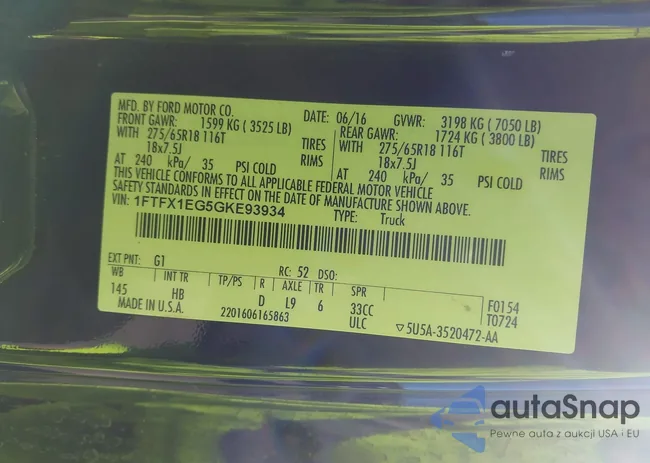 MFD. BY FORD MOTOR CO. DATE: 06/16 GVWR: 3198 KG ( 7050 LB)
FRONT GAWR: 1599 KG ( 3525 LB) REAR GAWR: 1724 KG ( 3800 LB)
WITH 275/65R18 116T TIRES WITH 275/65R18 116T TIRES
18x7.5J RIMS 18x7.5J RIMS
AT 240 kPa/ 35 PSI COLD AT 240 kPa/ 35 PSI COLD
THIS VEHICLE CONFORMS TO ALL APPLICABLE FEDERAL MOTOR VEHICLE
SAFETY STANDARDS IN EFFECT ON THE DATE OF MANUFACTURE SHOWN ABOVE.
VIN: 1FTFX1EG5GKE93934 TYPE: Truck
EXT PNT: G1 RC: 52 DSO:
WB INT TR TP/PS R AXLE TR SPR
145 HB D L9 6 33CC F0154
MADE IN U.S.A. 2201606165863 ULC T0724
▽5U5A-3520472-AA
autaSnap
Pewne auta z aukcji USA i EU